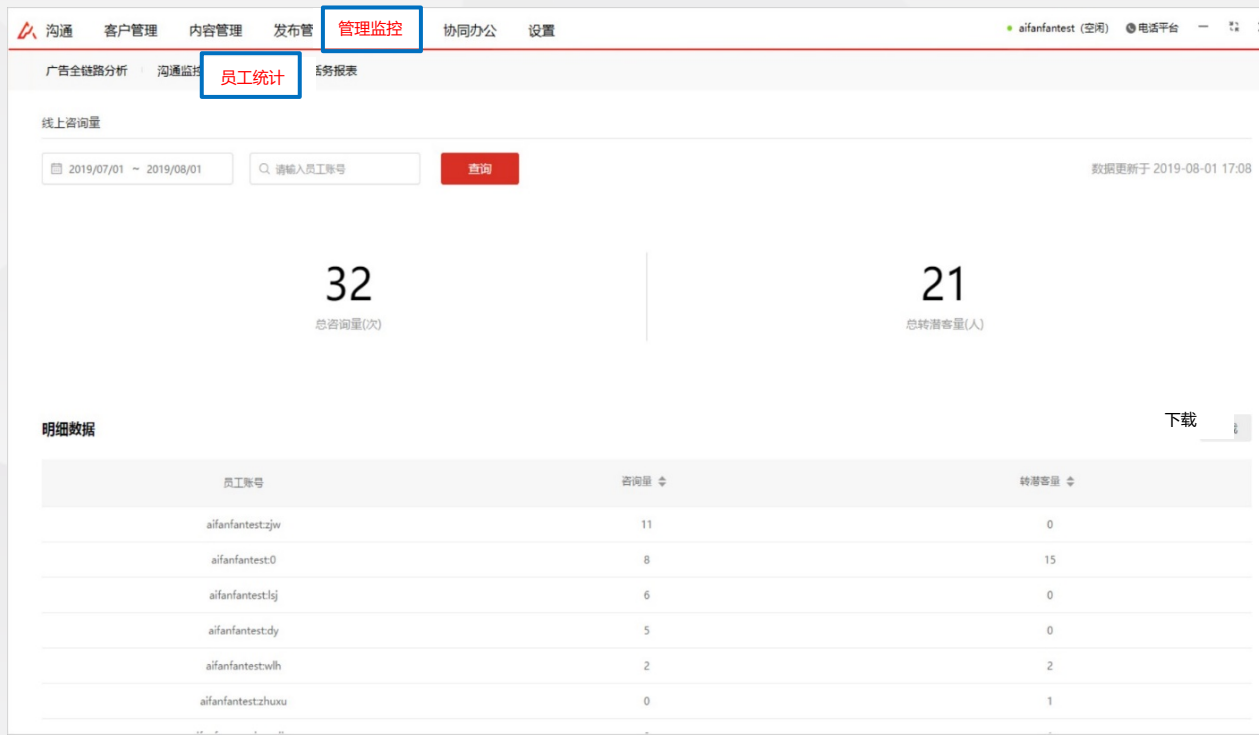 沟通 客户管理 内容管理 发布管 管理监控 协同办公 设置 aifanfantest (空闲) 电话平台
广告全链路分析 沟通监控 员工统计 话务报表
线上咨询量
2019/07/01 ~ 2019/08/01 请输入员工账号 查询 数据更新于 2019-08-01 17:08
32 21
总咨询量(次) 总转潜客量(人)
明细数据 下载
员工账号 咨询量 转潜客量
aifanfantest:zjw 11 0
aifanfantest:0 8 15
aifanfantest:lsj 6 0
aifanfantest:dy 5 0
aifanfantest:wlh 2 2
aifanfantest:zhuxu 0 1